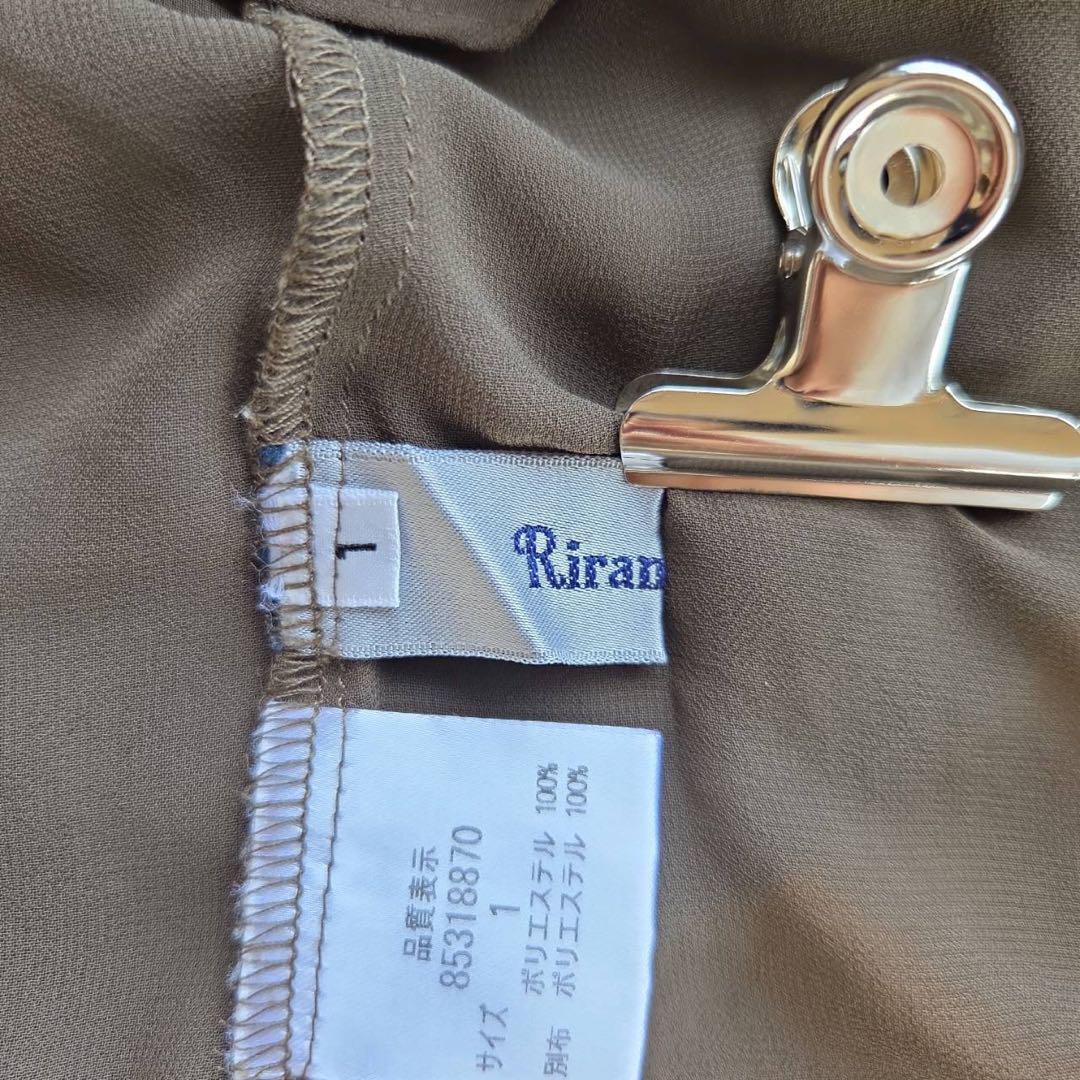 1
Riran
品質表示
85318870
サイズ 1
ポリエステル 100%
別布 ポリエステル 100%